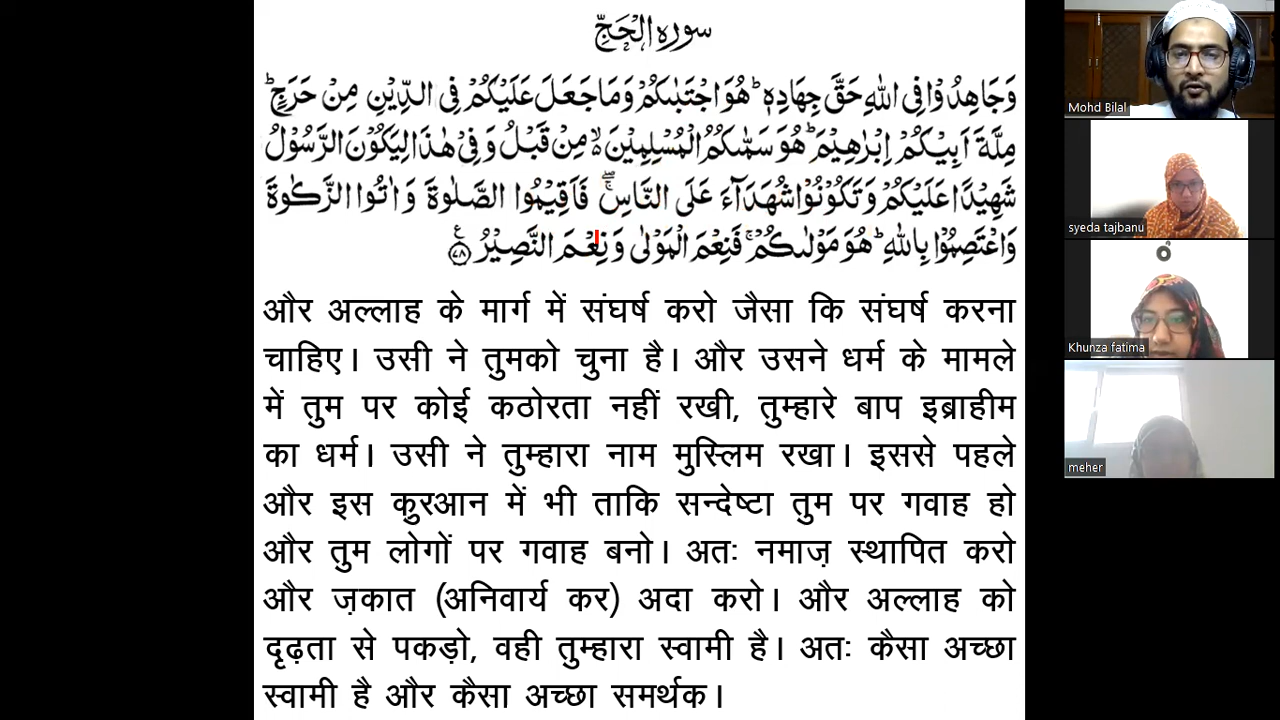 سورہ الْحَجِّ
وَجَاهِدُوْا فِی اللّٰهِ حَقَّ جِهَادِهٖ ؕ هُوَ اجْتَبٰىكُمْ وَمَا جَعَلَ عَلَیْكُمْ فِی الدِّیْنِ مِنْ حَرَجٍ ؕ
مِلَّةَ اَبِیْكُمْ اِبْرٰهِیْمَ ؕ هُوَ سَمّٰىكُمُ الْمُسْلِمِیْنَ ۙ۬ مِنْ قَبْلُ وَفِیْ هٰذَا لِیَكُوْنَ الرَّسُوْلُ
شَهِیْدًا عَلَیْكُمْ وَتَكُوْنُوْا شُهَدَآءَ عَلَی النَّاسِ ۖۚ فَاَقِیْمُوا الصَّلٰوةَ وَاٰتُوا الزَّكٰوةَ
وَاعْتَصِمُوْا بِاللّٰهِ ؕ هُوَ مَوْلٰىكُمْ ۚ فَنِعْمَ الْمَوْلٰی وَنِعْمَ النَّصِیْرُ ﴿۷۸﴾ ع
और अल्लाह के मार्ग में संघर्ष करो जैसा कि संघर्ष करना
चाहिए। उसी ने तुमको चुना है। और उसने धर्म के मामले
में तुम पर कोई कठोरता नहीं रखी, तुम्हारे बाप इब्राहीम
का धर्म। उसी ने तुम्हारा नाम मुस्लिम रखा। इससे पहले
और इस क़ुरआन में भी ताकि सन्देष्टा तुम पर गवाह हो
और तुम लोगों पर गवाह बनो। अतः नमाज़ स्थापित करो
और ज़कात (अनिवार्य कर) अदा करो। और अल्लाह को
दृढ़ता से पकड़ो, वही तुम्हारा स्वामी है। अतः कैसा अच्छा
स्वामी है और कैसा अच्छा समर्थक।
Mohd Bilal
syeda tajbanu
Khunza fatima
meher